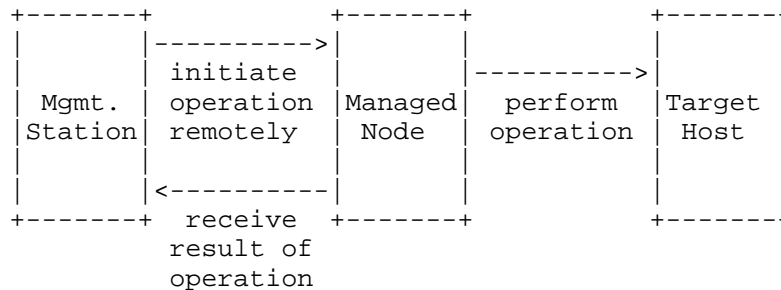 +-------+           +-------+           +-------+
|       |---------->|       |           |
|       | initiate  |       |---------->|
| Mgmt. | operation |Managed|  perform  |Target
|Station| remotely  | Node  | operation | Host
|       |           |       |           |
|       |<----------|       |           |
+-------+  receive  +-------+           +-------+
          result of
          operation